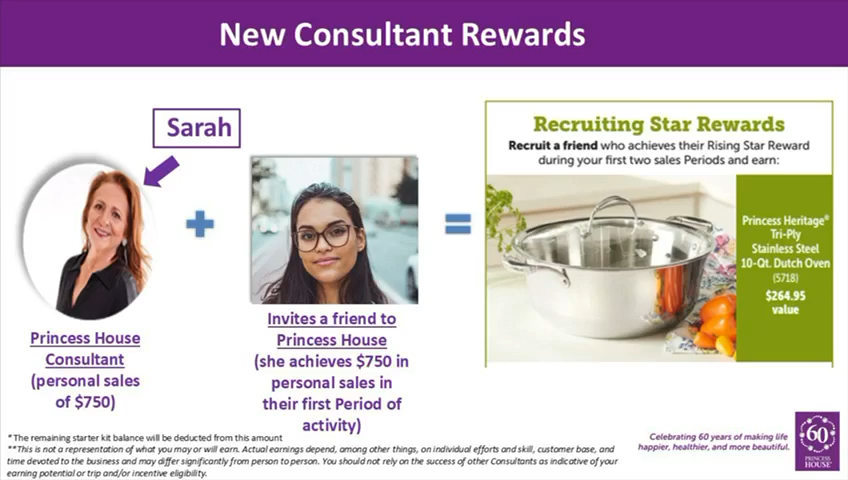 New Consultant Rewards
Sarah
Princess House
Consultant
(personal sales
of $750)
+
Invites a friend to
Princess House
(she achieves $750 in
personal sales in
their first Period of
activity)
=
Recruiting Star Rewards
Recruit a friend who achieves their Rising Star Reward
during your first two sales Periods and earn:
Princess Heritage®
Tri-Ply
Stainless Steel
10-Qt. Dutch Oven
(5718)
$264.95
value
*The remaining starter kit balance will be deducted from this amount
**This is not a representation of what you may or will earn. Actual earnings depend, among other things, on individual efforts and skill, customer base, and
time devoted to the business and may differ significantly from person to person. You should not rely on the success of other Consultants as indicative of your
earning potential or trip and/or incentive eligibility.
Celebrating 60 years of making life
happier, healthier, and more beautiful.
60
PRINCESS
HOUSE®